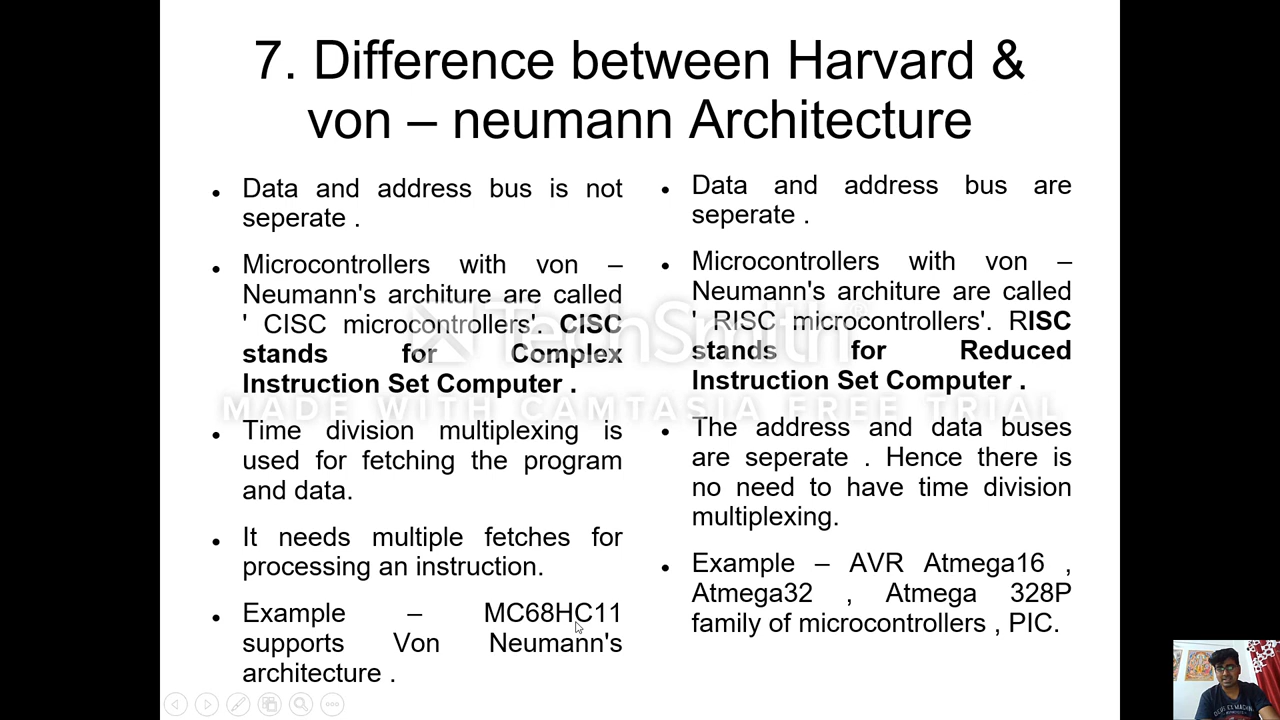 7. Difference between Harvard &
von – neumann Architecture
• Data and address bus is not
seperate .
• Microcontrollers with von –
Neumann's architure are called
' CISC microcontrollers'. CISC
stands for Complex
Instruction Set Computer .
• Time division multiplexing is
used for fetching the program
and data.
• It needs multiple fetches for
processing an instruction.
• Example – MC68HC11
supports Von Neumann's
architecture .
• Data and address bus are
seperate .
• Microcontrollers with von –
Neumann's architure are called
' RISC microcontrollers'. RISC
stands for Reduced
Instruction Set Computer .
• The address and data buses
are seperate . Hence there is
no need to have time division
multiplexing.
• Example – AVR Atmega16 ,
Atmega32 , Atmega 328P
family of microcontrollers , PIC.
TechSmith®
MADE WITH CAMTASIA FREE TRIAL